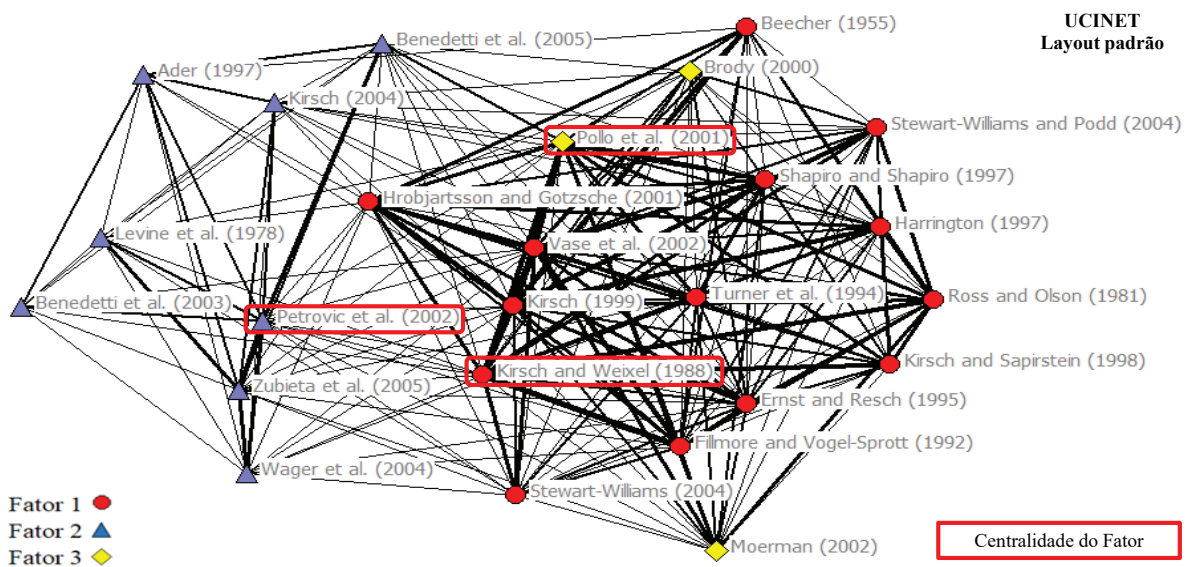 Beecher (1955)
UCINET
Layout padrão
Benedetti et al. (2005)
Brody (2000)
Ader (1997)
Kirsch (2004)
Stewart-Williams and Podd (2004)
Pollo et al. (2001)
Shapiro and Shapiro (1997)
Hrobjartsson and Gotzsche (2001)
Harrington (1997)
Levine et al. (1978)
Vase et al. (2002)
Benedetti et al. (2003)
Kirsch (1999)
Turner et al. (1994)
Ross and Olson (1981)
Petrovic et al. (2002)
Kirsch and Sapirstein (1998)
Kirsch and Weixel (1988)
Zubieta et al. (2005)
Ernst and Resch (1995)
Fillmore and Vogel-Sprott (1992)
Wager et al. (2004)
Stewart-Williams (2004)
Fator 1
Fator 2
Fator 3
Moerman (2002)
Centralidade do Fator